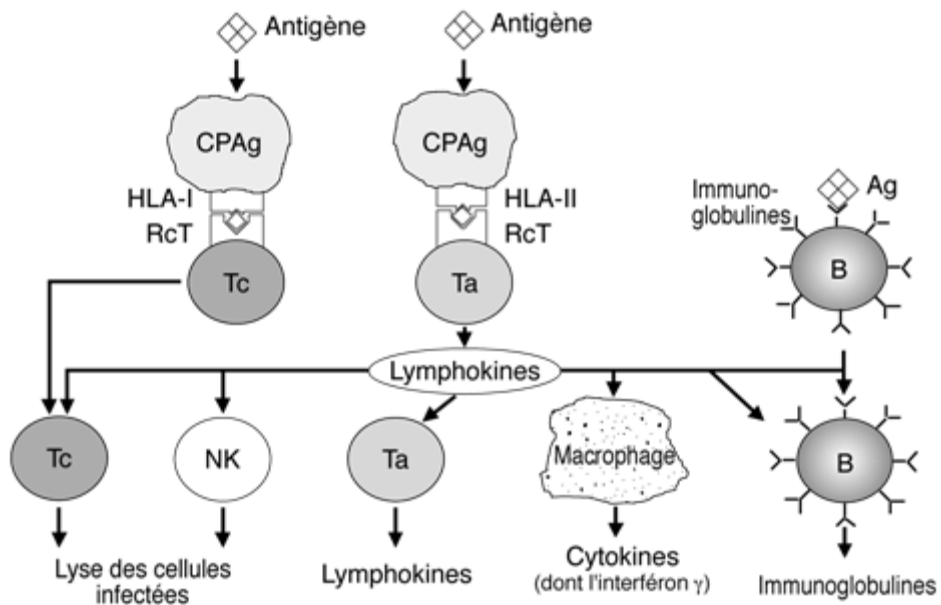 Antigène
Antigène
CPAg
CPAg
HLA-I
HLA-II
RcT
RcT
Immuno-
globulines
Ag
B
Tc
Ta
Lymphokines
Tc
NK
Ta
Macrophage
B
Lyse des cellules
infectées
Lymphokines
Cytokines
(dont l'interféron γ)
Immunoglobulines